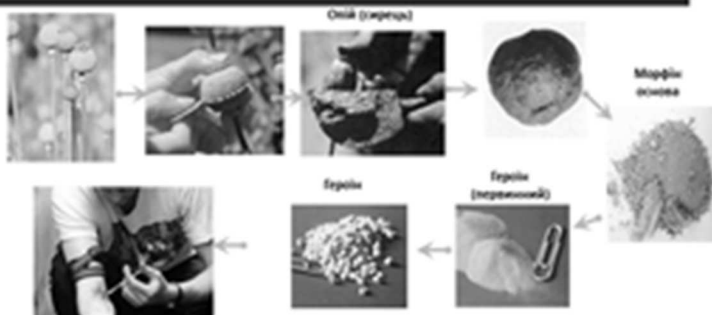 Опій (сирець)
Морфін
основа
Героїн
(первинний)
Героїн